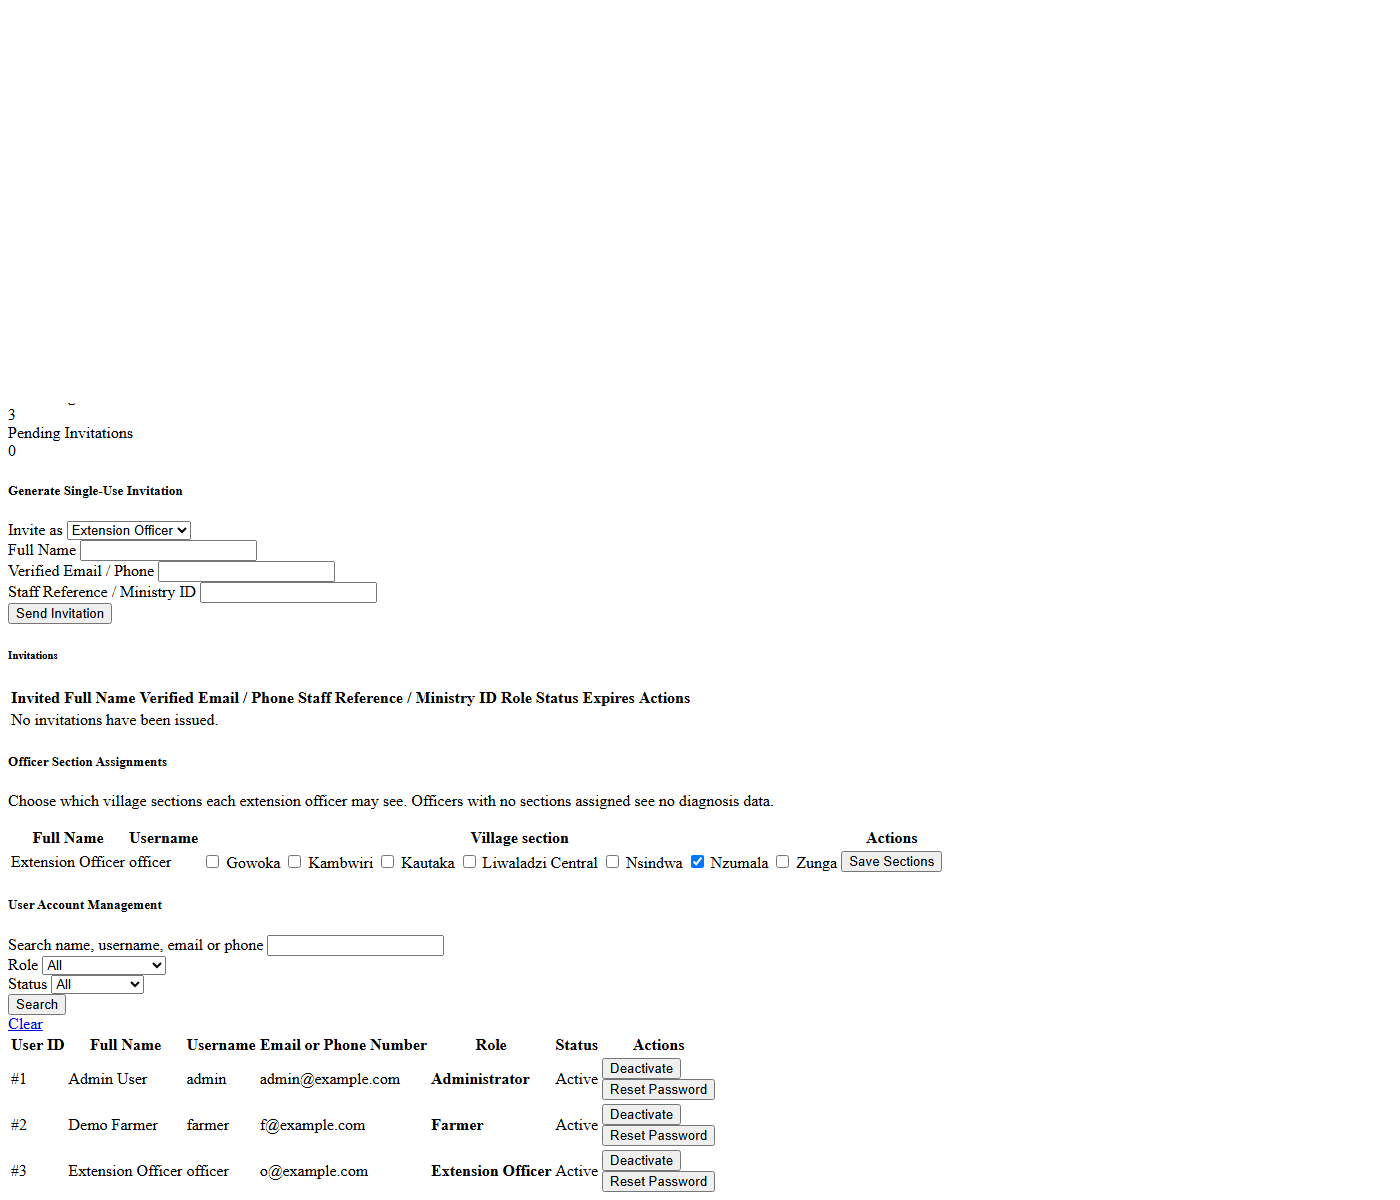 3
Pending Invitations
0
Generate Single-Use Invitation
Invite as Extension Officer
Full Name
Verified Email / Phone
Staff Reference / Ministry ID
Send Invitation
Invitations
Invited Full Name Verified Email / Phone Staff Reference / Ministry ID Role Status Expires Actions
No invitations have been issued.
Officer Section Assignments
Choose which village sections each extension officer may see. Officers with no sections assigned see no diagnosis data.
Full Name Username Village section Actions
Extension Officer officer Gowoka Kambwiri Kautaka Liwaladzi Central Nsindwa Nzumala Zunga Save Sections
User Account Management
Search name, username, email or phone
Role All
Status All
Search
Clear
User ID Full Name Username Email or Phone Number Role Status Actions
#1 Admin User admin admin@example.com Administrator Active Deactivate
Reset Password
#2 Demo Farmer farmer f@example.com Farmer Active Deactivate
Reset Password
#3 Extension Officer officer o@example.com Extension Officer Active Deactivate
Reset Password